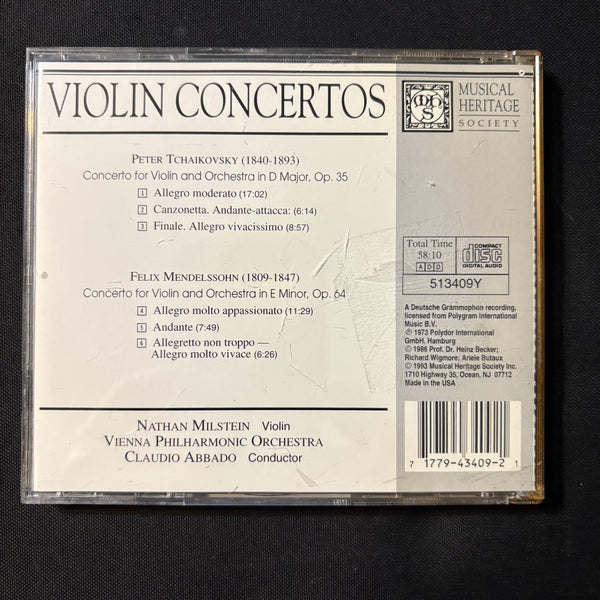 VIOLIN CONCERTOS
PETER TCHAIKOVSKY (1840-1893)
Concerto for Violin and Orchestra in D Major, Op. 35
1 Allegro moderato (17:02)
2 Canzonetta. Andante-attacca: (6:14)
3 Finale. Allegro vivacissimo (8:57)
FELIX MENDELSSOHN (1809-1847)
Concerto for Violin and Orchestra in E Minor, Op. 64
4 Allegro molto appassionato (11:29)
5 Andante (7:49)
6 Allegretto non troppo —
Allegro molto vivace (6:26)
NATHAN MILSTEIN Violin
VIENNA PHILHARMONIC ORCHESTRA
CLAUDIO ABBADO Conductor
MHS
MUSICAL
HERITAGE
SOCIETY
Total Time
58:10
ADD
COMPACT
disc
DIGITAL AUDIO
513409Y
A Deutsche Grammophon recording,
licensed from Polygram International
Music B.V.
℗ 1973 Polydor International
GmbH, Hamburg
© 1986 Prof. Dr. Heinz Becker;
Richard Wigmore; Ariele Butaux
© 1993 Musical Heritage Society Inc.
1710 Highway 35, Ocean, NJ 07712
Made in the USA
7 1779-43409-2 1